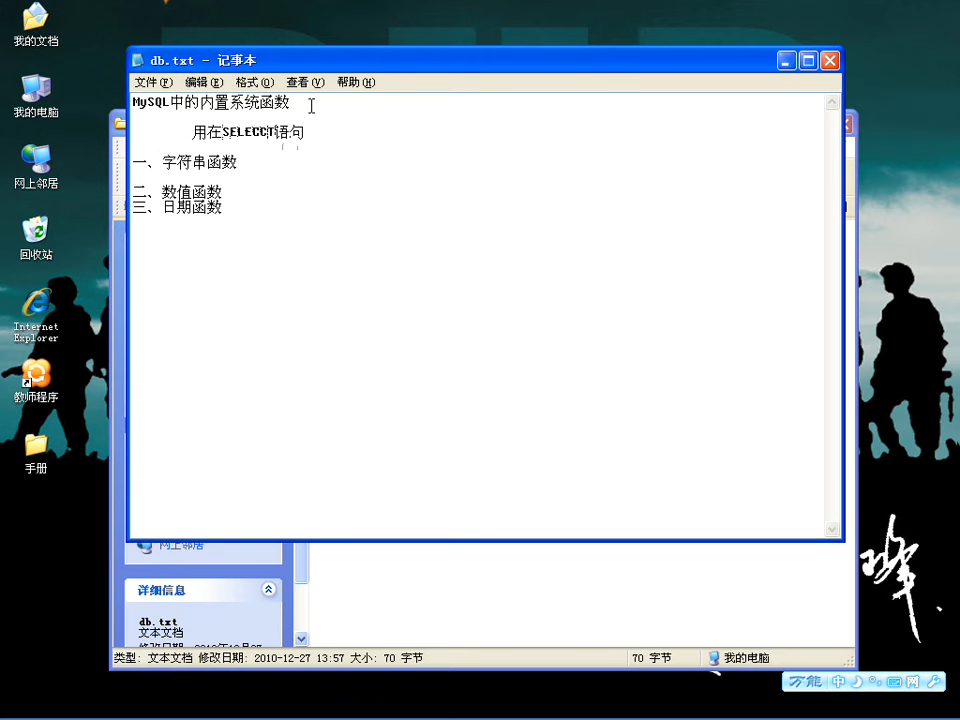 我的文档
我的电脑
网上邻居
回收站
Internet
Explorer
教师程序
手册
db.txt - 记事本
文件(F) 编辑(E) 格式(O) 查看(V) 帮助(H)
MySQL中的内置系统函数
用在SELECCT语句
一、字符串函数
二、数值函数
三、日期函数
网上邻居
详细信息
db.txt
文本文档
类型: 文本文档 修改日期: 2010-12-27 13:57 大小: 70 字节
70 字节
我的电脑
万能 中
网